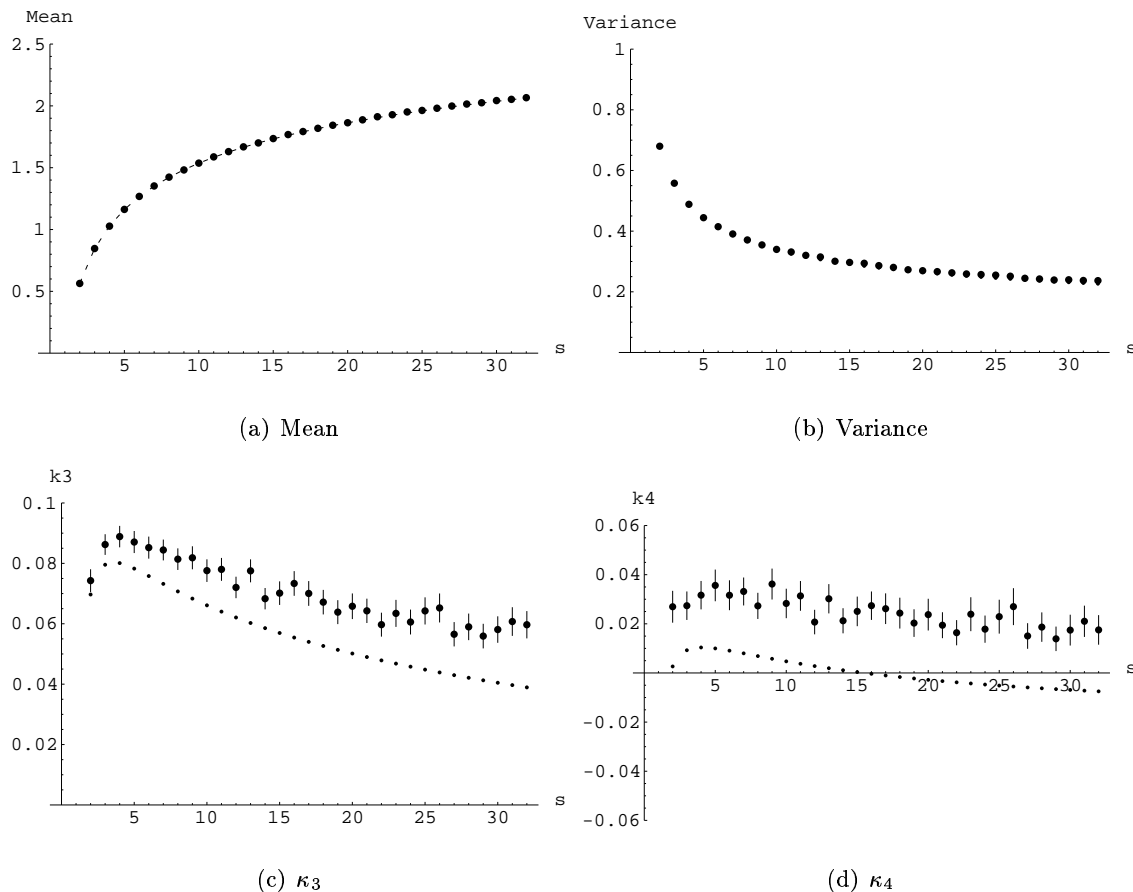 Mean
2.5
2
1.5
1
0.5
5 10 15 20 25 30 s
(a) Mean
Variance
1
0.8
0.6
0.4
0.2
5 10 15 20 25 30 s
(b) Variance
k3
0.1
0.08
0.06
0.04
0.02
5 10 15 20 25 30 s
(c) κ3
k4
0.06
0.04
0.02
5 10 15 20 25 30 s
-0.02
-0.04
-0.06
(d) κ4